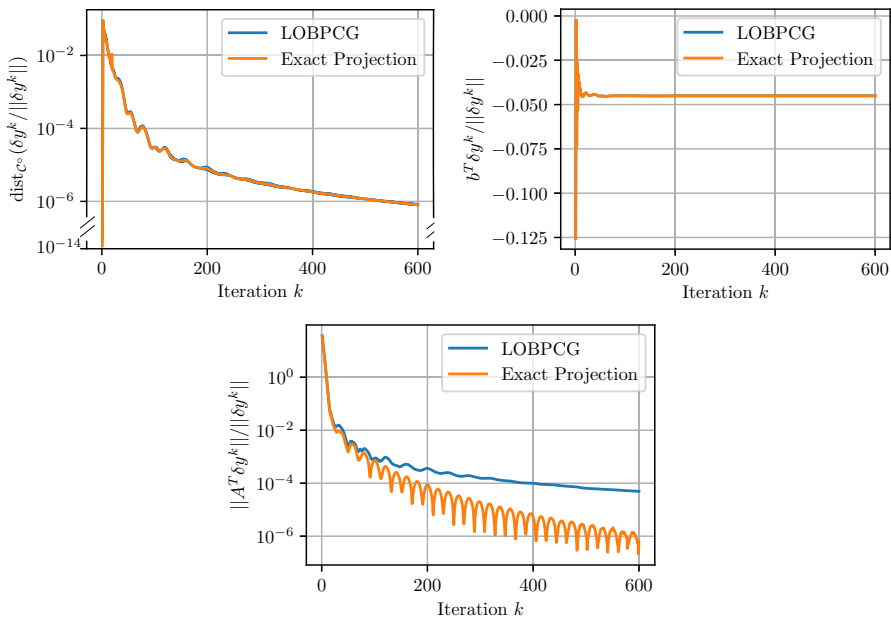 10^{-2}
10^{-4}
10^{-6}
10^{-14}
dist_{𝒞°}(δy^k/||δy^k||)
LOBPCG
Exact Projection
0
200
400
600
Iteration k
0.000
−0.025
−0.050
−0.075
−0.100
−0.125
b^T δy^k/||δy^k||
LOBPCG
Exact Projection
0
200
400
600
Iteration k
10^0
10^{-2}
10^{-4}
10^{-6}
||A^T δy^k||/||δy^k||
LOBPCG
Exact Projection
0
200
400
600
Iteration k